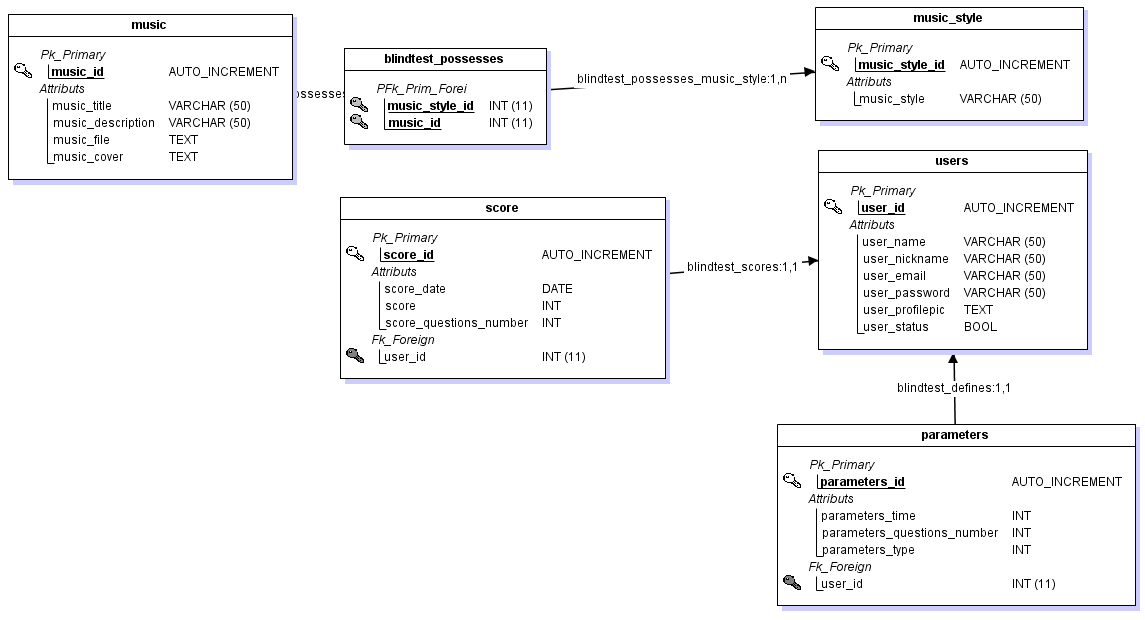 music
Pk_Primary
music_id AUTO_INCREMENT
Attributs
music_title VARCHAR (50)
music_description VARCHAR (50)
music_file TEXT
music_cover TEXT
ossesses
blindtest_possesses
PFk_Prim_Forei
music_style_id INT (11)
music_id INT (11)
blindtest_possesses_music_style:1,n
music_style
Pk_Primary
music_style_id AUTO_INCREMENT
Attributs
music_style VARCHAR (50)
score
Pk_Primary
score_id AUTO_INCREMENT
Attributs
score_date DATE
score INT
score_questions_number INT
Fk_Foreign
user_id INT (11)
blindtest_scores:1,1
users
Pk_Primary
user_id AUTO_INCREMENT
Attributs
user_name VARCHAR (50)
user_nickname VARCHAR (50)
user_email VARCHAR (50)
user_password VARCHAR (50)
user_profilepic TEXT
user_status BOOL
blindtest_defines:1,1
parameters
Pk_Primary
parameters_id AUTO_INCREMENT
Attributs
parameters_time INT
parameters_questions_number INT
parameters_type INT
Fk_Foreign
user_id INT (11)